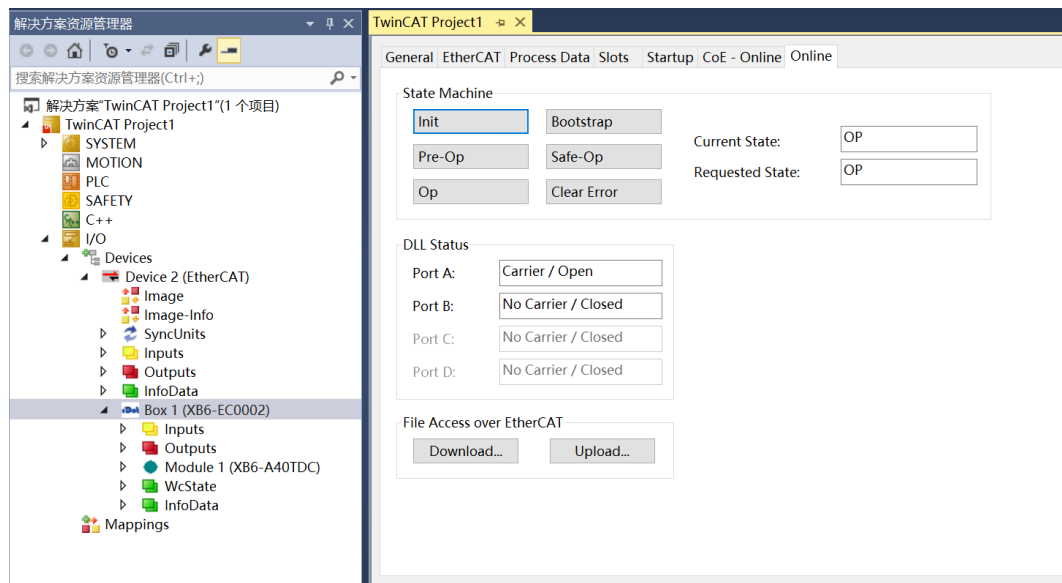 解决方案资源管理器
搜索解决方案资源管理器(Ctrl+;)
解决方案"TwinCAT Project1"(1 个项目)
TwinCAT Project1
SYSTEM
MOTION
PLC
SAFETY
C++
I/O
Devices
Device 2 (EtherCAT)
Image
Image-Info
SyncUnits
Inputs
Outputs
InfoData
Box 1 (XB6-EC0002)
Inputs
Outputs
Module 1 (XB6-A40TDC)
WcState
InfoData
Mappings
TwinCAT Project1
General EtherCAT Process Data Slots Startup CoE - Online Online
State Machine
Init Bootstrap
Pre-Op Safe-Op
Op Clear Error
Current State: OP
Requested State: OP
DLL Status
Port A: Carrier / Open
Port B: No Carrier / Closed
Port C: No Carrier / Closed
Port D: No Carrier / Closed
File Access over EtherCAT
Download... Upload...